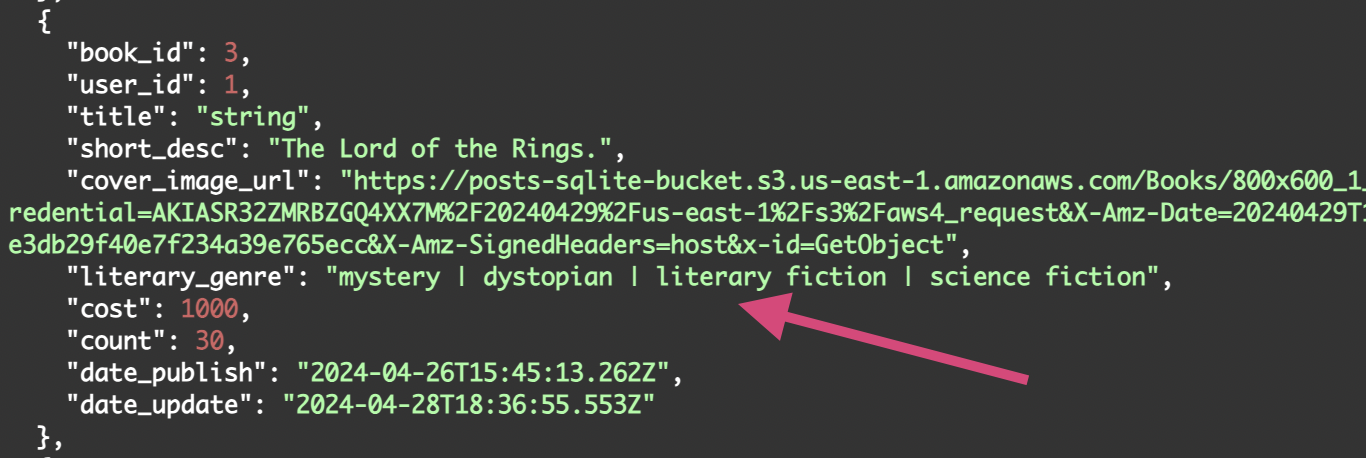 {
"book_id": 3,
"user_id": 1,
"title": "string",
"short_desc": "The Lord of the Rings.",
"cover_image_url": "https://posts-sqlite-bucket.s3.us-east-1.amazonaws.com/Books/800x600_1
redential=AKIASR32ZMRBZGQ4XX7M%2F20240429%2Fus-east-1%2Fs3%2Faws4_request&X-Amz-Date=20240429T1
e3db29f40e7f234a39e765ecc&X-Amz-SignedHeaders=host&x-id=GetObject",
"literary_genre": "mystery | dystopian | literary fiction | science fiction",
"cost": 1000,
"count": 30,
"date_publish": "2024-04-26T15:45:13.262Z",
"date_update": "2024-04-28T18:36:55.553Z"
},